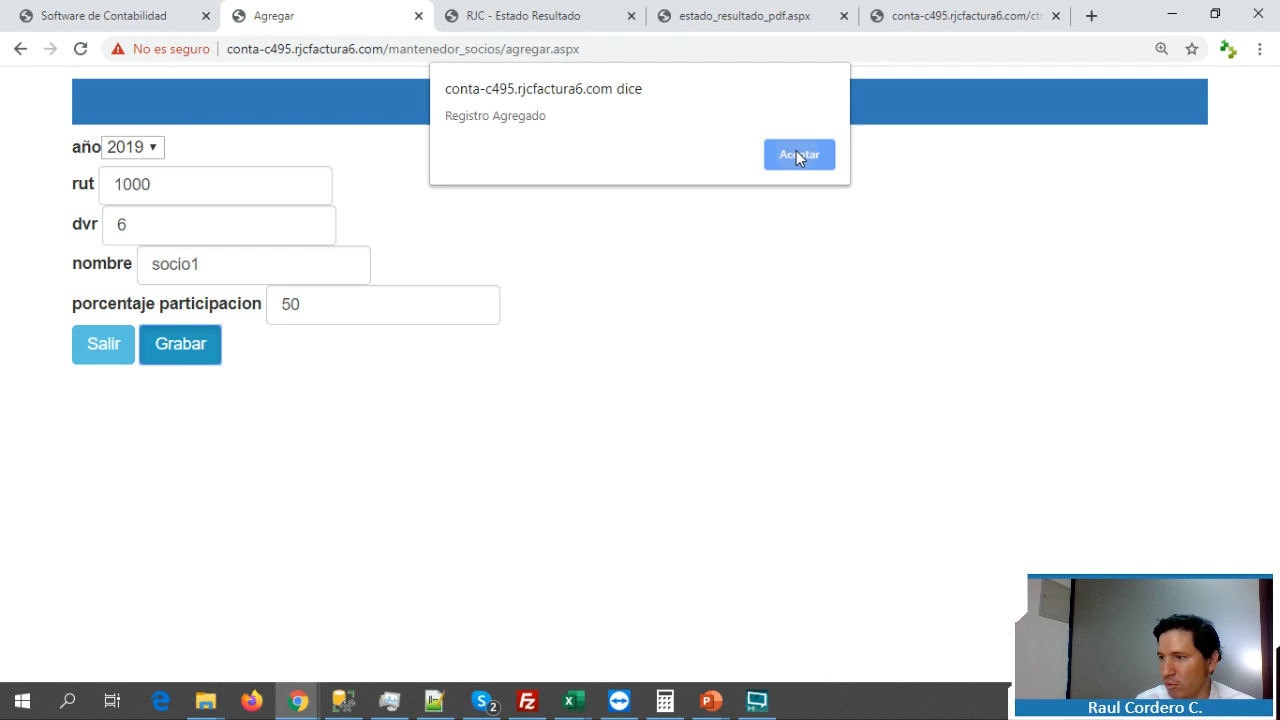 Software de Contabilidad
Agregar
RJC - Estado Resultado
estado_resultado_pdf.aspx
conta-c495.rjcfactura6.com/ct
No es seguro
conta-c495.rjcfactura6.com/mantenedor_socios/agregar.aspx
conta-c495.rjcfactura6.com dice
Registro Agregado
Aceptar
año 2019
rut 1000
dvr 6
nombre socio1
porcentaje participacion 50
Salir Grabar
2
Raul Cordero C.